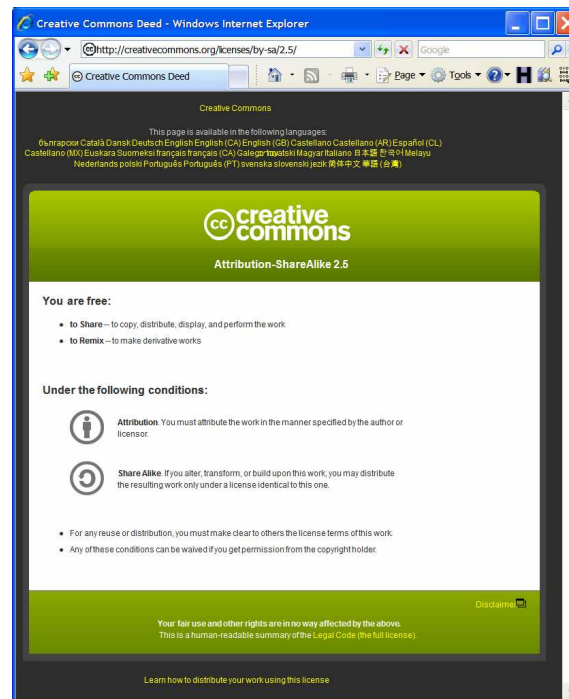 Creative Commons Deed - Windows Internet Explorer
http://creativecommons.org/licenses/by-sa/2.5/
Google
Creative Commons Deed
Page
Tools
Creative Commons
This page is available in the following languages:
български Català Dansk Deutsch English English (CA) English (GB) Castellano Castellano (AR) Español (CL)
Castellano (MX) Euskara Suomeksi français français (CA) Galego hrvatski Magyar Italiano 日本語 한국어 Melayu
Nederlands polski Português Português (PT) svenska slovenski jezik 简体中文 華語 (台灣)
cc creative
commons
Attribution-ShareAlike 2.5
You are free:
to Share – to copy, distribute, display, and perform the work
to Remix – to make derivative works
Under the following conditions:
Attribution. You must attribute the work in the manner specified by the author or
licensor.
Share Alike. If you alter, transform, or build upon this work, you may distribute
the resulting work only under a license identical to this one.
For any reuse or distribution, you must make clear to others the license terms of this work.
Any of these conditions can be waived if you get permission from the copyright holder.
Disclaimer
Your fair use and other rights are in no way affected by the above.
This is a human-readable summary of the Legal Code (the full license).
Learn how to distribute your work using this license